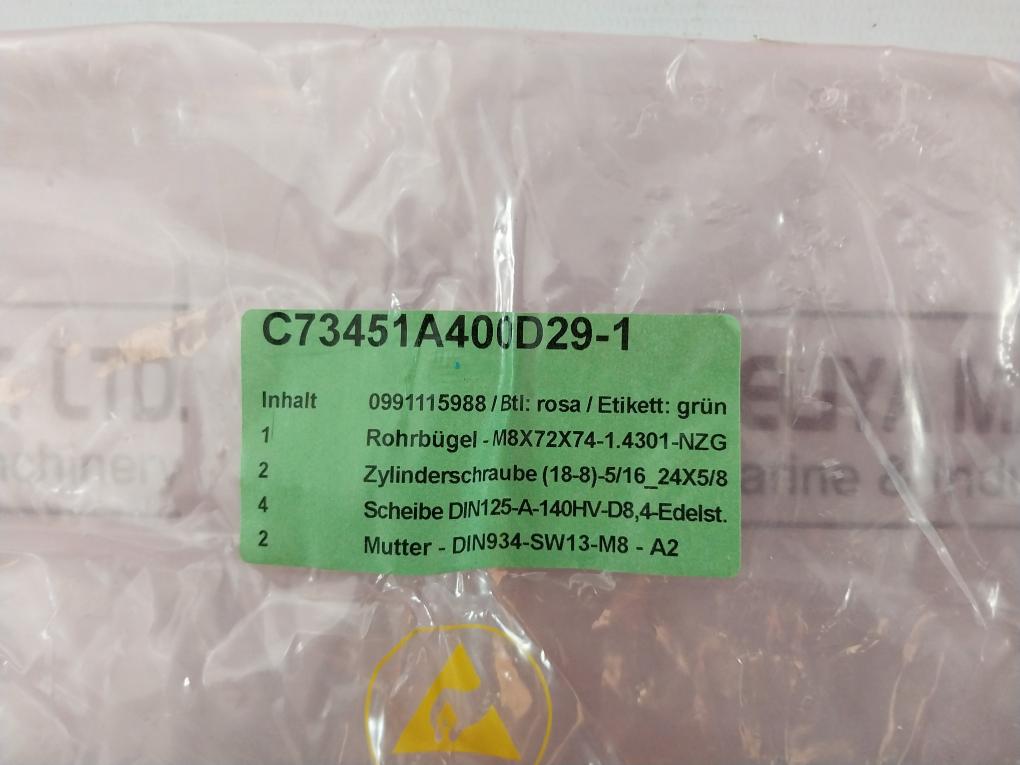 C73451A400D29-1
Inhalt 0991115988 / Btl: rosa / Etikett: grün
1 Rohrbügel - M8X72X74-1.4301-NZG
2 Zylinderschraube (18-8)-5/16_24X5/8
4 Scheibe DIN125-A-140HV-D8,4-Edelst.
2 Mutter - DIN934-SW13-M8 - A2
LTD.